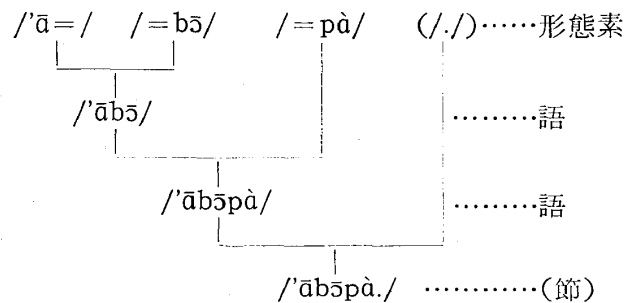 /’ā＝/ /＝bɔ̄/ /＝pà/ (/./)……形態素
/’ābɔ̄/ ………語
/’ābɔ̄pà/ ………語
/’ābɔ̄pà./ …………(節)